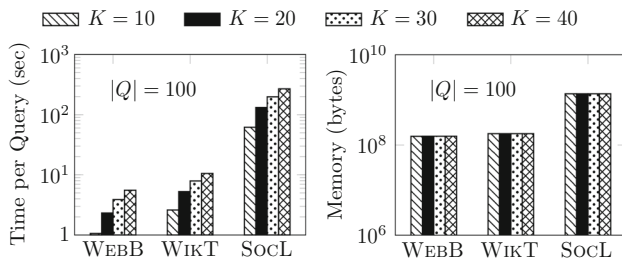 K = 10 K = 20 K = 30 K = 40
Time per Query (sec)
10^3
10^2
10^1
1
|Q| = 100
WEBB WIKT SOCL
Memory (bytes)
10^10
10^8
10^6
|Q| = 100
WEBB WIKT SOCL